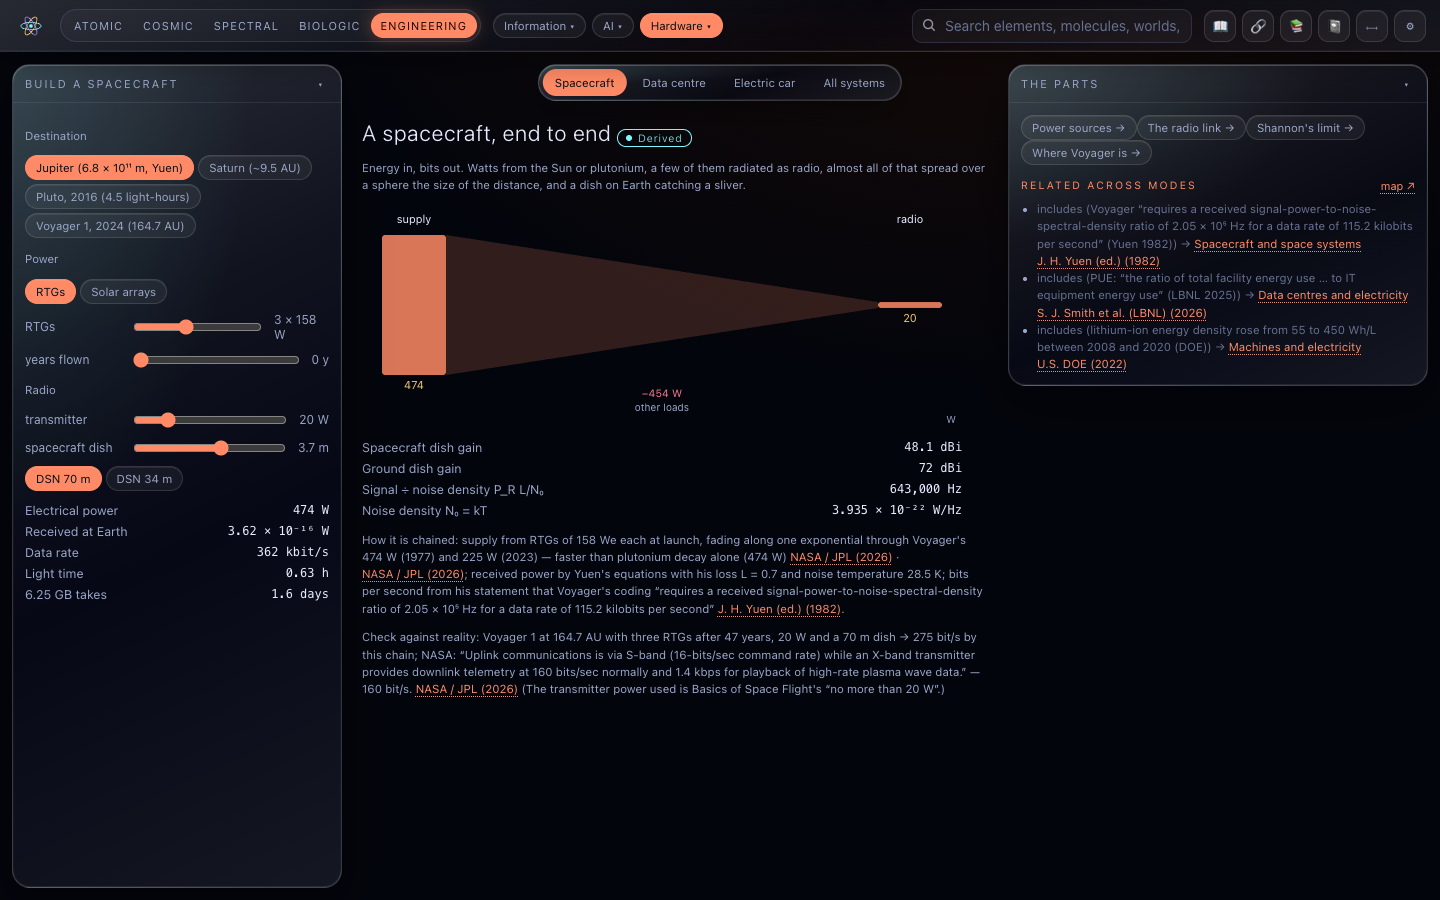 ATOMIC COSMIC SPECTRAL BIOLOGIC ENGINEERING Information ▾ AI ▾ Hardware ▾ Search elements, molecules, worlds,
BUILD A SPACECRAFT
Destination
Jupiter (6.8 × 10¹¹ m, Yuen) Saturn (~9.5 AU)
Pluto, 2016 (4.5 light-hours)
Voyager 1, 2024 (164.7 AU)
Power
RTGs Solar arrays
RTGs 3 × 158 W
years flown 0 y
Radio
transmitter 20 W
spacecraft dish 3.7 m
DSN 70 m DSN 34 m
Electrical power 474 W
Received at Earth 3.62 × 10⁻¹⁶ W
Data rate 362 kbit/s
Light time 0.63 h
6.25 GB takes 1.6 days
Spacecraft Data centre Electric car All systems
A spacecraft, end to end Derived
Energy in, bits out. Watts from the Sun or plutonium, a few of them radiated as radio, almost all of that spread over
a sphere the size of the distance, and a dish on Earth catching a sliver.
supply radio
20
474
−454 W
other loads
W
Spacecraft dish gain 48.1 dBi
Ground dish gain 72 dBi
Signal ÷ noise density P_R L/N₀ 643,000 Hz
Noise density N₀ = kT 3.935 × 10⁻²² W/Hz
How it is chained: supply from RTGs of 158 We each at launch, fading along one exponential through Voyager's
474 W (1977) and 225 W (2023) — faster than plutonium decay alone (474 W) NASA / JPL (2026) ·
NASA / JPL (2026); received power by Yuen's equations with his loss L = 0.7 and noise temperature 28.5 K; bits
per second from his statement that Voyager's coding “requires a received signal-power-to-noise-spectral-density
ratio of 2.05 × 10⁵ Hz for a data rate of 115.2 kilobits per second” J. H. Yuen (ed.) (1982).
Check against reality: Voyager 1 at 164.7 AU with three RTGs after 47 years, 20 W and a 70 m dish → 275 bit/s by
this chain; NASA: “Uplink communications is via S-band (16-bits/sec command rate) while an X-band transmitter
provides downlink telemetry at 160 bits/sec normally and 1.4 kbps for playback of high-rate plasma wave data.” —
160 bit/s. NASA / JPL (2026) (The transmitter power used is Basics of Space Flight's “no more than 20 W”.)
THE PARTS
Power sources → The radio link → Shannon's limit →
Where Voyager is →
RELATED ACROSS MODES map ↗
• includes (Voyager “requires a received signal-power-to-noise-
spectral-density ratio of 2.05 × 10⁵ Hz for a data rate of 115.2 kilobits
per second” (Yuen 1982)) → Spacecraft and space systems
J. H. Yuen (ed.) (1982)
• includes (PUE: “the ratio of total facility energy use … to IT
equipment energy use” (LBNL 2025)) → Data centres and electricity
S. J. Smith et al. (LBNL) (2026)
• includes (lithium-ion energy density rose from 55 to 450 Wh/L
between 2008 and 2020 (DOE)) → Machines and electricity
U.S. DOE (2022)